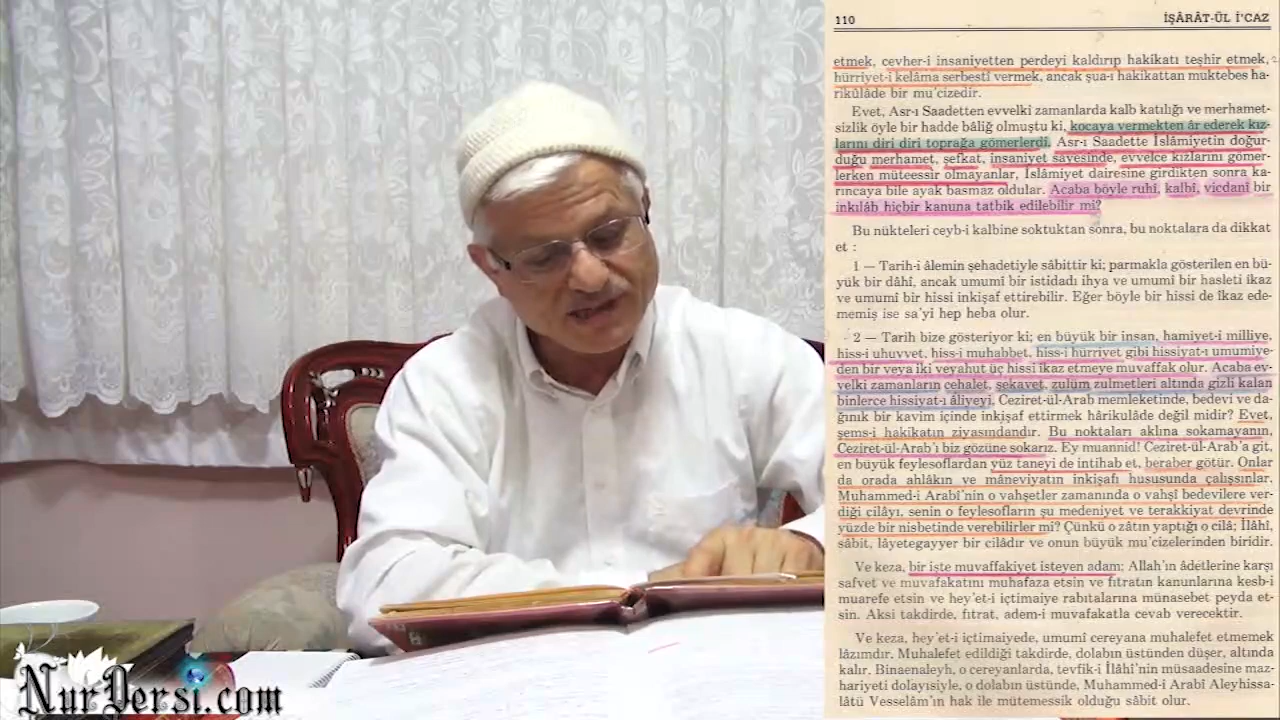 110 İŞÂRÂT-ÜL İ'CAZ
etmek, cevher-i insaniyetten perdeyi kaldırıp hakikatı teşhir etmek,
hürriyet-i kelâma serbestî vermek, ancak şua-ı hakikattan muktebes ha-
rikûlâde bir mu'cizedir.
Evet, Asr-ı Saadetten evvelki zamanlarda kalb katılığı ve merhamet-
sizlik öyle bir hadde bâliğ olmuştu ki, kocaya vermekten âr ederek kız-
larını diri diri toprağa gömerlerdi. Asr-ı Saadette İslâmiyetin doğur-
duğu merhamet, şefkat, insaniyet sayesinde, evvelce kızlarını gömer-
lerken müteessir olmayanlar, İslâmiyet dairesine girdikten sonra ka-
rıncaya bile ayak basmaz oldular. Acaba böyle ruhî, kalbî, vicdanî bir
inkılâb hiçbir kanuna tatbik edilebilir mi?
Bu nükteleri ceyb-i kalbine soktuktan sonra, bu noktalara da dikkat
et :
1 — Tarih-i âlemin şehadetiyle sâbittir ki; parmakla gösterilen en bü-
yük bir dâhî, ancak umumî bir istidadı ihya ve umumî bir hasleti ikaz
ve umumî bir hissi inkişaf ettirebilir. Eğer böyle bir hissi de îkaz ede-
memiş ise sa'yi hep heba olur.
2 — Tarih bize gösteriyor ki; en büyük bir insan, hamiyet-i milliye,
hiss-i uhuvvet, hiss-i muhabbet, hiss-i hürriyet gibi hissiyat-ı umumiye-
den bir veya iki veyahut üç hissi îkaz etmeye muvaffak olur. Acaba ev-
velki zamanların cehalet, şekavet, zulüm zulmetleri altında gizli kalan
binlerce hissiyat-ı âliyeyi, Ceziret-ül-Arab memleketinde, bedevi ve da-
ğınık bir kavim içinde inkişaf ettirmek hârikulâde değil midir? Evet,
şems-i hakikatın ziyasındandır. Bu noktaları aklına sokamayanın,
Ceziret-ül-Arab'ı biz gözüne sokarız. Ey muannid! Ceziret-ül-Arab'a git,
en büyük feylesoflardan yüz taneyi de intihab et, beraber götür. Onlar
da orada ahlâkın ve mâneviyatın inkişafı hususunda çalışsınlar.
Muhammed-i Arabî'nin o vahşetler zamanında o vahşî bedevilere ver-
diği cilâyı, senin o feylesofların şu medeniyet ve terakkiyat devrinde
yüzde bir nisbetinde verebilirler mi? Çünkü o zâtın yaptığı o cilâ; İlâhî,
sâbit, lâyetegayyer bir cilâdır ve onun büyük mu'cizelerinden biridir.
Ve keza, bir işte muvaffakiyet isteyen adam; Allah'ın âdetlerine karşı
safvet ve muvafakatını muhafaza etsin ve fıtratın kanunlarına kesb-i
muarefe etsin ve hey'et-i içtimaiye rabıtalarına münasebet peyda et-
sin. Aksi takdirde, fıtrat, adem-i muvafakatla cevab verecektir.
Ve keza, hey'et-i içtimaiyede, umumî cereyana muhalefet etmemek
lâzımdır. Muhalefet edildiği takdirde, dolabın üstünden düşer, altında
kalır. Binaenaleyh, o cereyanlarda, tevfik-i İlâhî'nin müsaadesine maz-
hariyeti dolayısiyle, o dolabın üstünde, Muhammed-i Arabî Aleyhissa-
lâtü Vesselâm'ın hak ile mütemessik olduğu sâbit olur.
NurDersi.com